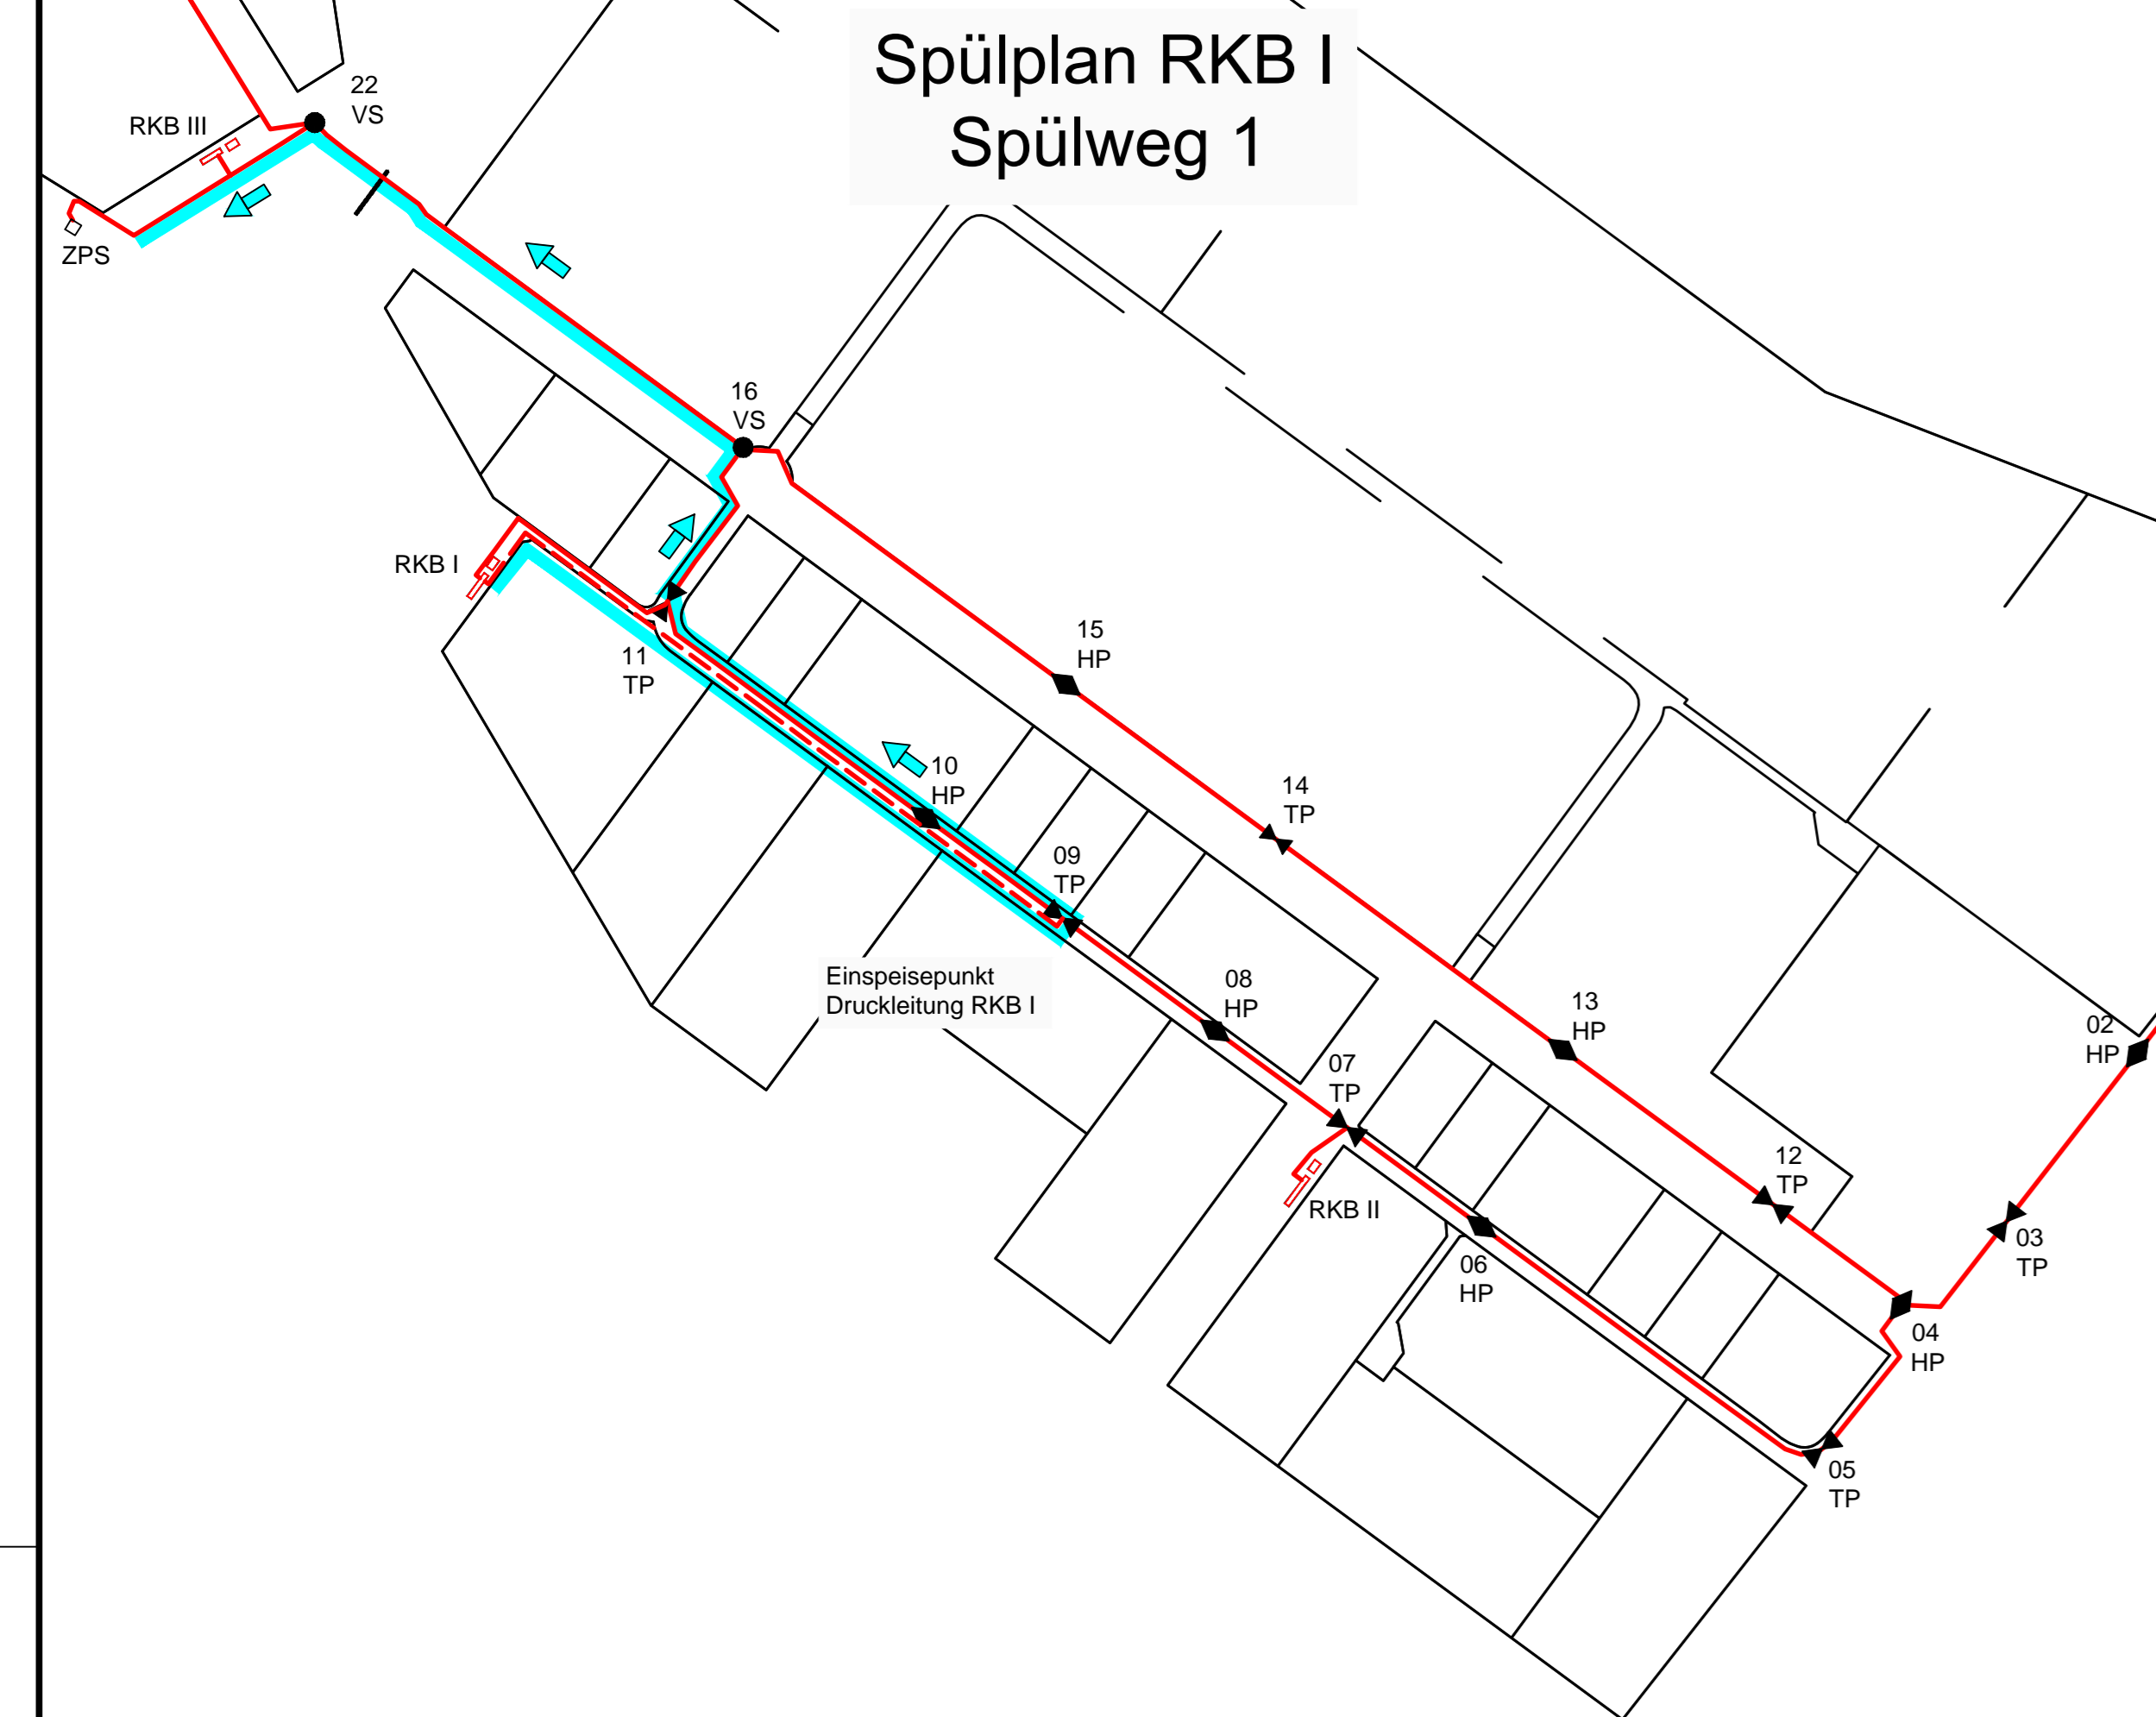 Spülplan RKB I
Spülweg 1
22
VS
RKB III
ZPS
16
VS
RKB I
11
TP
15
HP
10
HP
14
TP
09
TP
Einspeisepunkt
Druckleitung RKB I
08
HP
13
HP
02
HP
07
TP
RKB II
12
TP
06
HP
03
TP
04
HP
05
TP